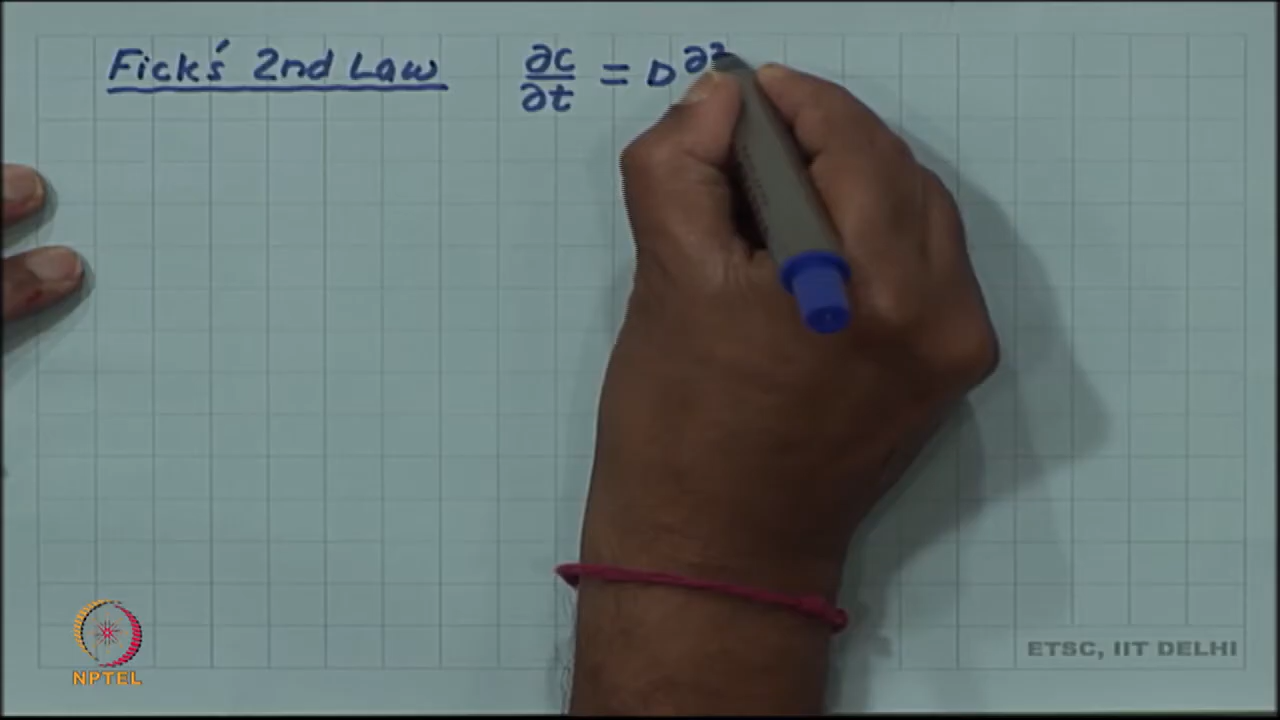 Fick's 2nd Law ∂c/∂t = D ∂²
NPTEL
ETSC, IIT DELHI